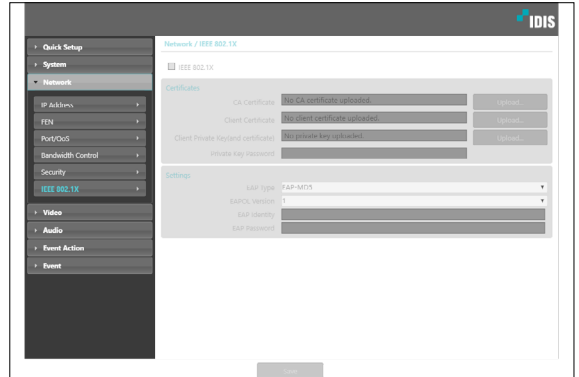 IDIS
Quick Setup
System
Network
IP Address
FEN
Port/QoS
Bandwidth Control
Security
IEEE 802.1X
Video
Audio
Event Action
Event
Network / IEEE 802.1X
IEEE 802.1X
Certificates
CA Certificate No CA certificate uploaded. Upload...
Client Certificate No client certificate uploaded. Upload...
Client Private Key(and certificate) No private key uploaded. Upload...
Private Key Password
Settings
EAP Type EAP-MD5
EAPOL Version 1
EAP Identity
EAP Password
Save